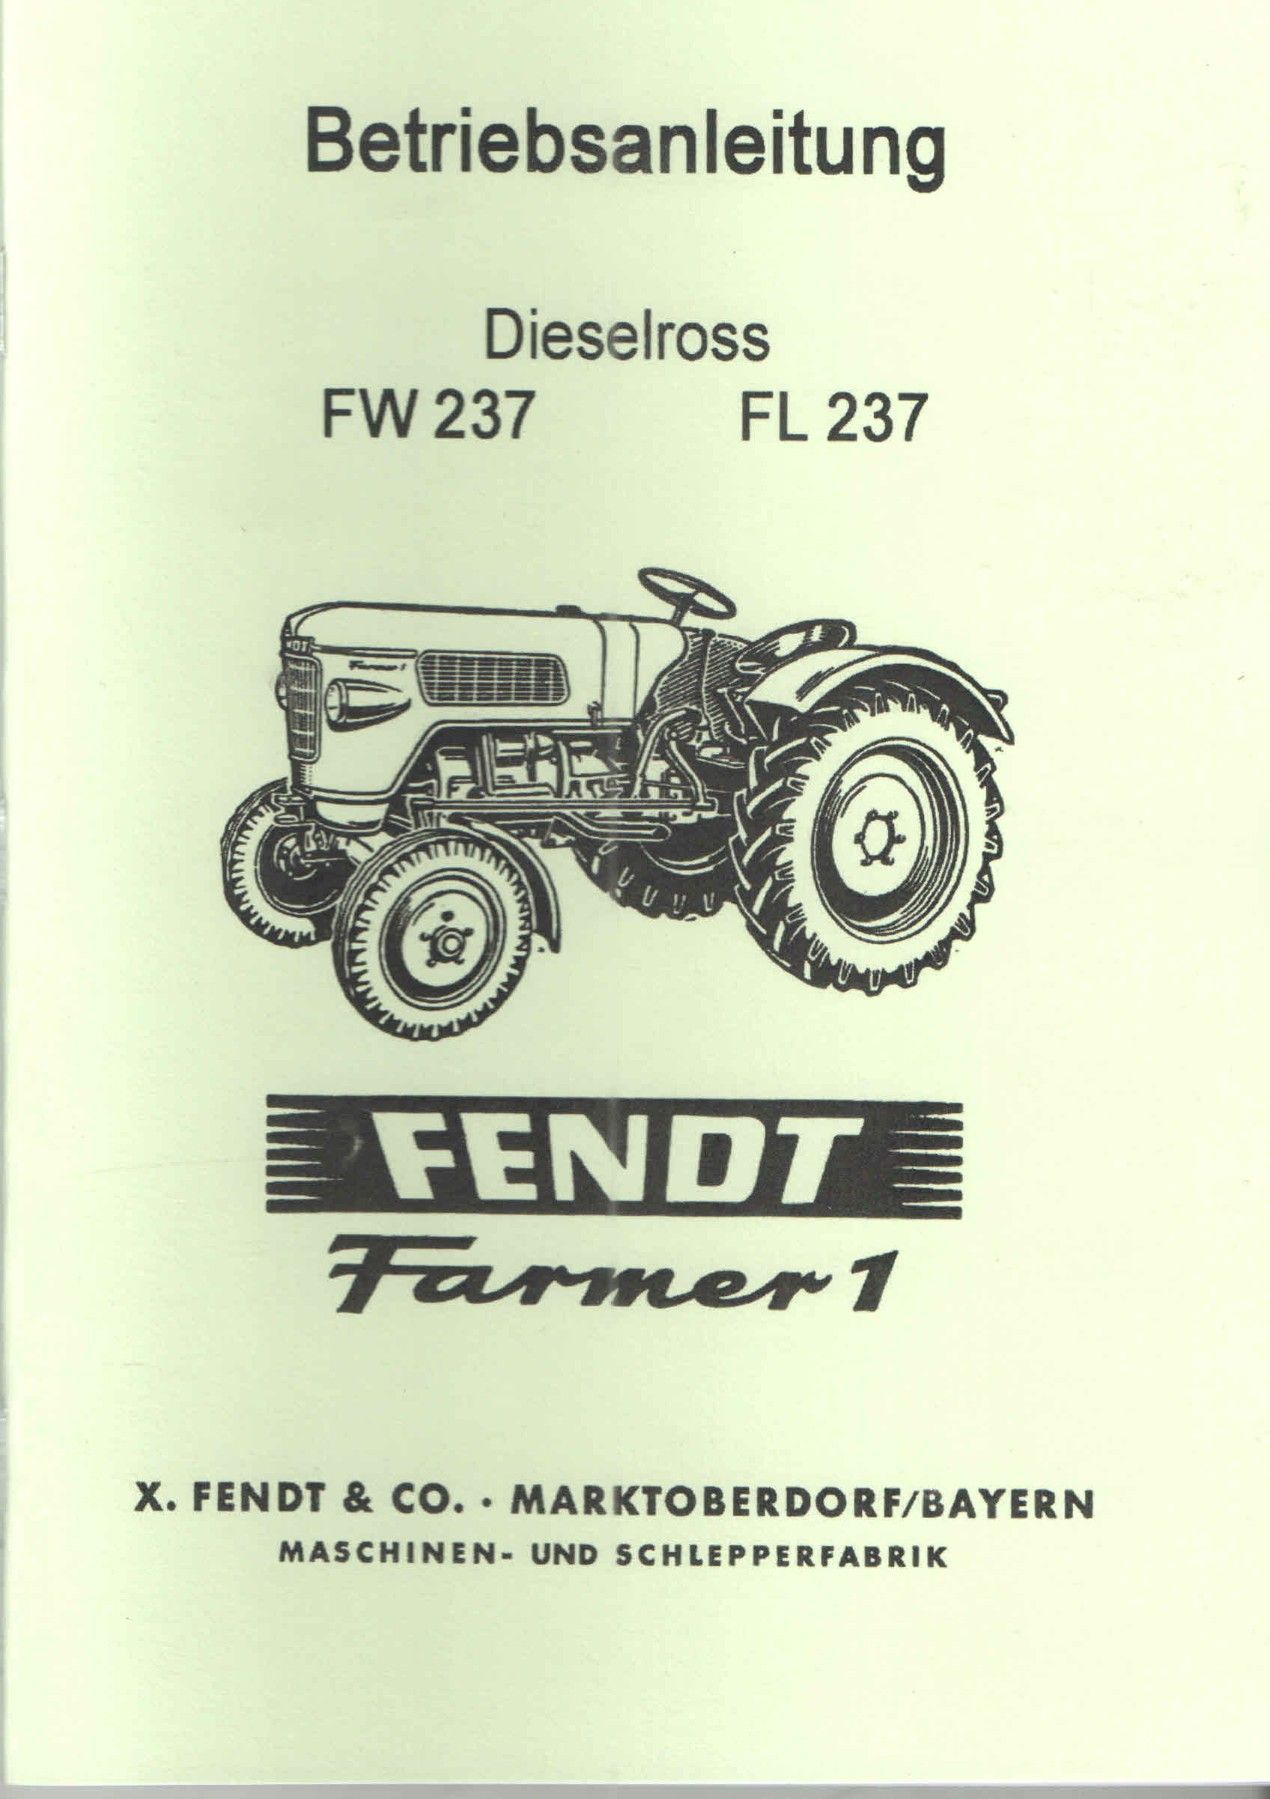 Betriebsanleitung
Dieselross
FW 237 FL 237
Farmer 1
FENDT
Farmer 1
X. FENDT & CO. · MARKTOBERDORF/BAYERN
MASCHINEN- UND SCHLEPPERFABRIK